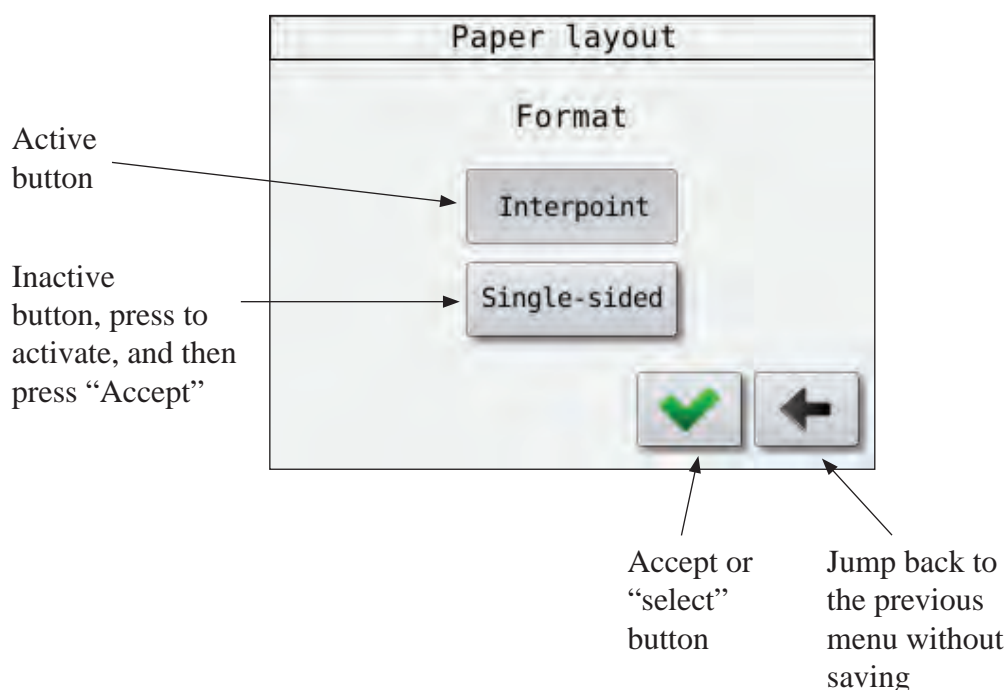 Paper layout
Format
Active
button
Interpoint
Inactive
button, press to
activate, and then
press “Accept”
Single-sided
Accept or
“select”
button
Jump back to
the previous
menu without
saving